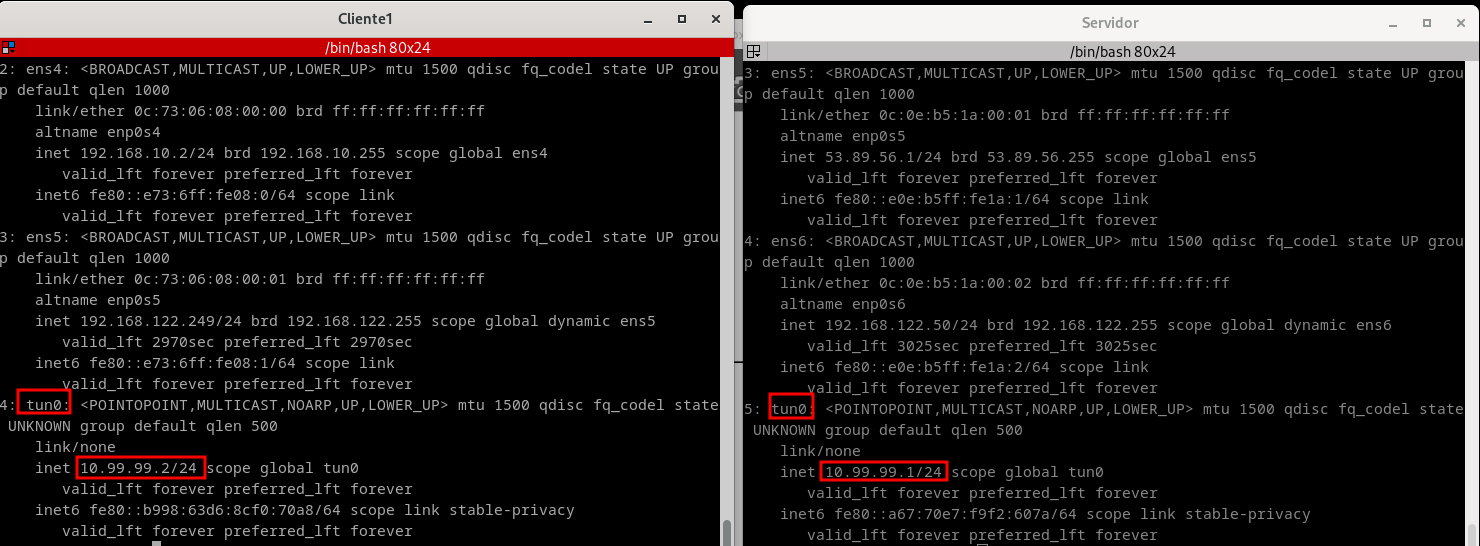 Cliente1
/bin/bash 80x24
2: ens4: <BROADCAST,MULTICAST,UP,LOWER_UP> mtu 1500 qdisc fq_codel state UP grou
p default qlen 1000
link/ether 0c:73:06:08:00:00 brd ff:ff:ff:ff:ff:ff
altname enp0s4
inet 192.168.10.2/24 brd 192.168.10.255 scope global ens4
valid_lft forever preferred_lft forever
inet6 fe80::e73:6ff:fe08:0/64 scope link
valid_lft forever preferred_lft forever
3: ens5: <BROADCAST,MULTICAST,UP,LOWER_UP> mtu 1500 qdisc fq_codel state UP grou
p default qlen 1000
link/ether 0c:73:06:08:00:01 brd ff:ff:ff:ff:ff:ff
altname enp0s5
inet 192.168.122.249/24 brd 192.168.122.255 scope global dynamic ens5
valid_lft 2970sec preferred_lft 2970sec
inet6 fe80::e73:6ff:fe08:1/64 scope link
valid_lft forever preferred_lft forever
4: tun0: <POINTOPOINT,MULTICAST,NOARP,UP,LOWER_UP> mtu 1500 qdisc fq_codel state
UNKNOWN group default qlen 500
link/none
inet 10.99.99.2/24 scope global tun0
valid_lft forever preferred_lft forever
inet6 fe80::b998:63d6:8cf0:70a8/64 scope link stable-privacy
valid_lft forever preferred_lft forever
Servidor
/bin/bash 80x24
3: ens5: <BROADCAST,MULTICAST,UP,LOWER_UP> mtu 1500 qdisc fq_codel state UP grou
p default qlen 1000
link/ether 0c:0e:b5:1a:00:01 brd ff:ff:ff:ff:ff:ff
altname enp0s5
inet 53.89.56.1/24 brd 53.89.56.255 scope global ens5
valid_lft forever preferred_lft forever
inet6 fe80::e0e:b5ff:fe1a:1/64 scope link
valid_lft forever preferred_lft forever
4: ens6: <BROADCAST,MULTICAST,UP,LOWER_UP> mtu 1500 qdisc fq_codel state UP grou
p default qlen 1000
link/ether 0c:0e:b5:1a:00:02 brd ff:ff:ff:ff:ff:ff
altname enp0s6
inet 192.168.122.50/24 brd 192.168.122.255 scope global dynamic ens6
valid_lft 3025sec preferred_lft 3025sec
inet6 fe80::e0e:b5ff:fe1a:2/64 scope link
valid_lft forever preferred_lft forever
5: tun0: <POINTOPOINT,MULTICAST,NOARP,UP,LOWER_UP> mtu 1500 qdisc fq_codel state
UNKNOWN group default qlen 500
link/none
inet 10.99.99.1/24 scope global tun0
valid_lft forever preferred_lft forever
inet6 fe80::a67:70e7:f9f2:607a/64 scope link stable-privacy
valid_lft forever preferred_lft forever